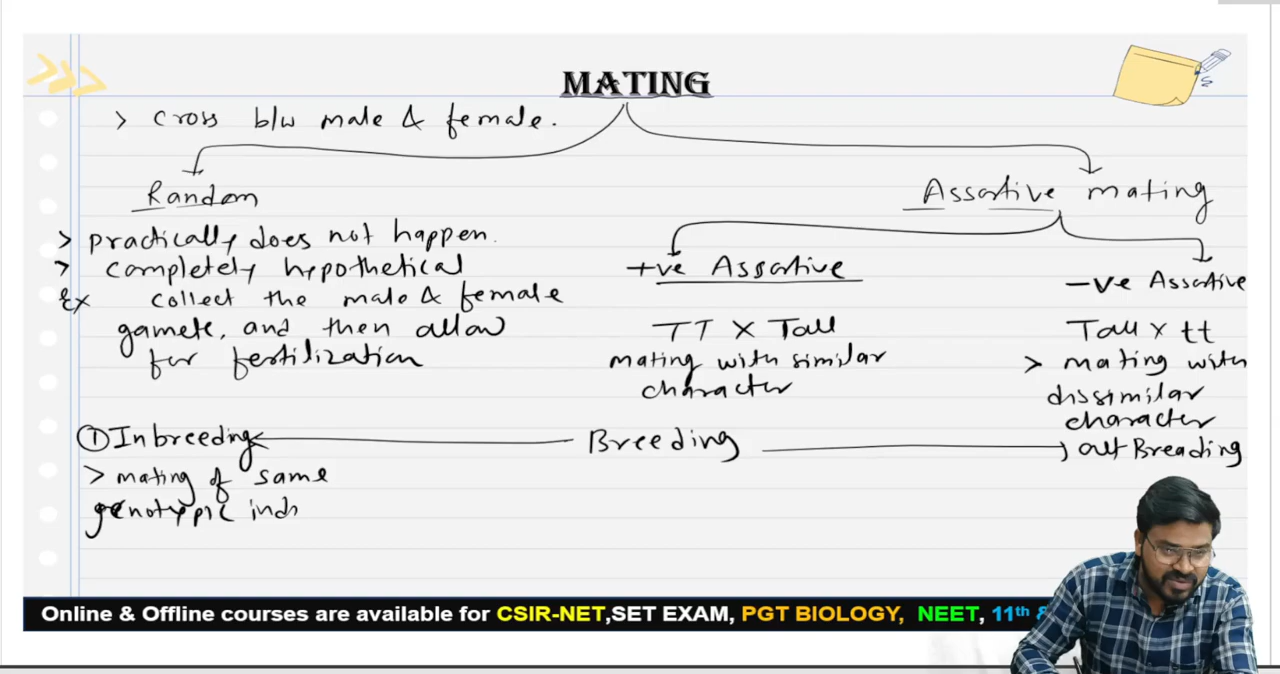 MATING
> cross b/w male & female.
Random
> practically does not happen.
> completely hypothetical
Ex collect the male & female
gamete, and then allow
for fertilization
Assortive mating
+ve Assortive
TT X Tall
mating with similar
character
-ve Assortive
Tall x tt
> mating with
dissimilar
character
Breeding
① Inbreeding
> mating of same
genotypic indi
out Breading
Online & Offline courses are available for CSIR-NET,SET EXAM, PGT BIOLOGY, NEET, 11th &